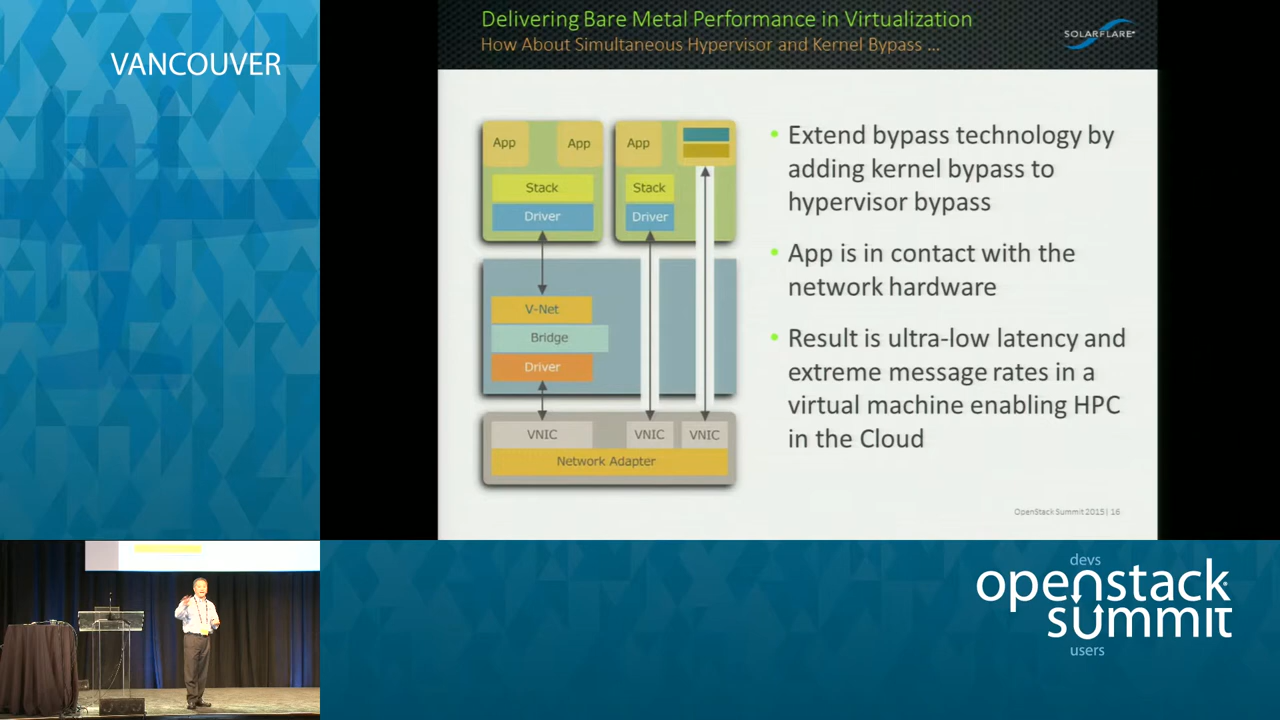 VANCOUVER
Delivering Bare Metal Performance in Virtualization
How About Simultaneous Hypervisor and Kernel Bypass ...
SOLARFLARE
App
App
App
Stack
Stack
Driver
Driver
V-Net
Bridge
Driver
VNIC
VNIC
VNIC
Network Adapter
• Extend bypass technology by
adding kernel bypass to
hypervisor bypass
• App is in contact with the
network hardware
• Result is ultra-low latency and
extreme message rates in a
virtual machine enabling HPC
in the Cloud
OpenStack Summit 2015 | 16
devs
openstack
summit
users